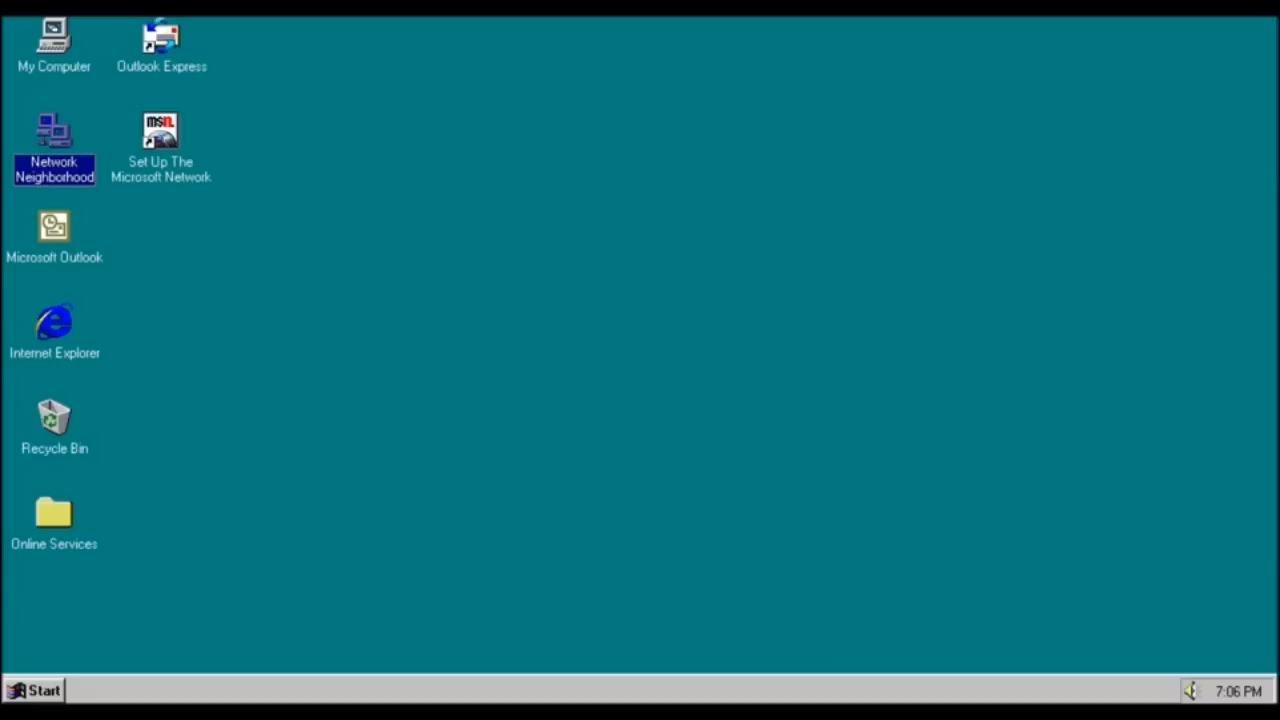 My Computer
Outlook Express
Network
Neighborhood
msn.
Set Up The
Microsoft Network
Microsoft Outlook
Internet Explorer
Recycle Bin
Online Services
Start
7:06 PM